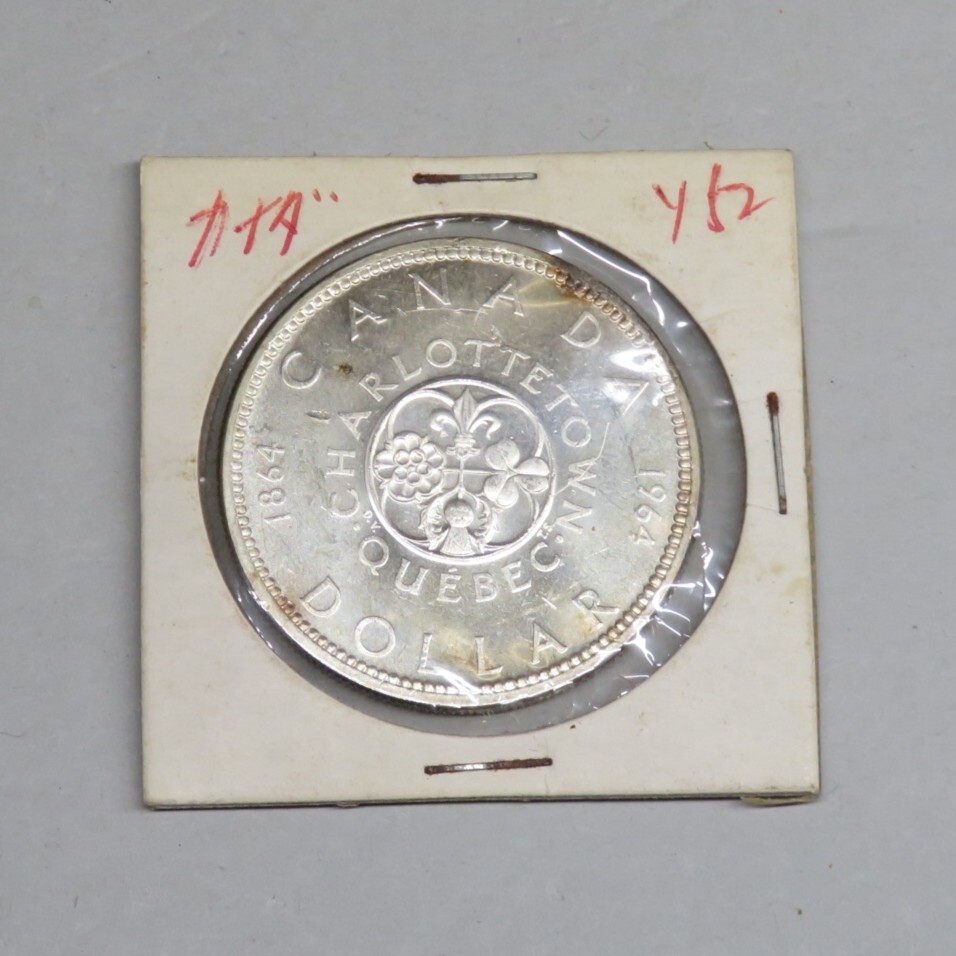 カナダ Y52
CANADA
CHARLOTTETOWN
1864 1964
·QUÉBEC·
DOLLAR